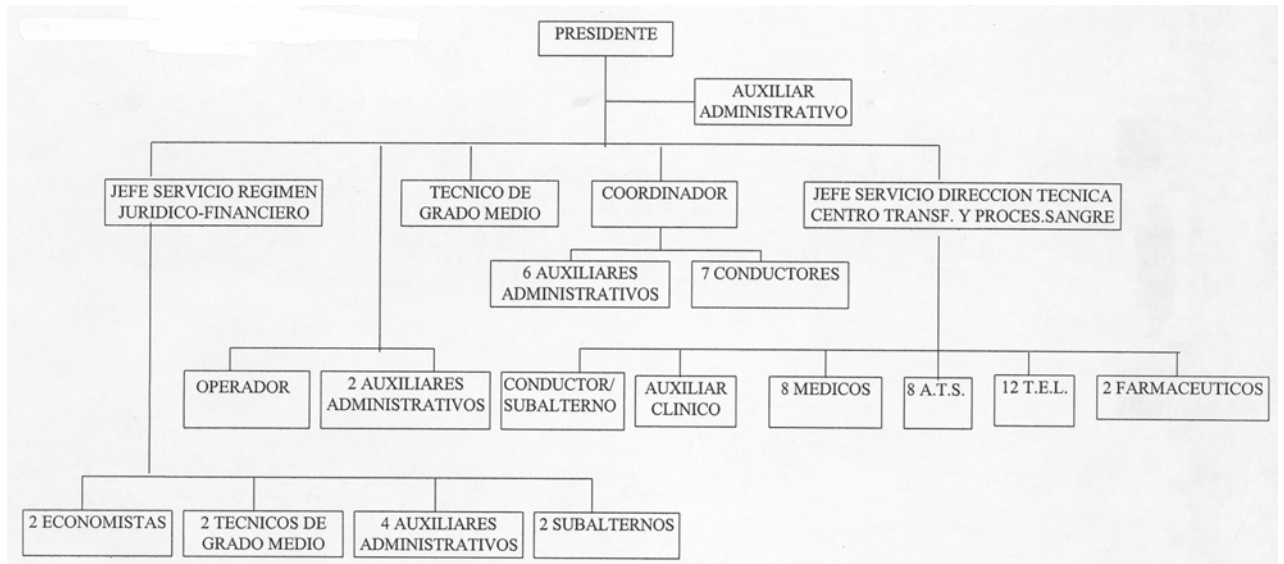 PRESIDENTE
AUXILIAR
ADMINISTRATIVO
JEFE SERVICIO REGIMEN
JURIDICO-FINANCIERO
TECNICO DE
GRADO MEDIO
COORDINADOR
JEFE SERVICIO DIRECCION TECNICA
CENTRO TRANSF. Y PROCES.SANGRE
6 AUXILIARES
ADMINISTRATIVOS
7 CONDUCTORES
OPERADOR
2 AUXILIARES
ADMINISTRATIVOS
CONDUCTOR/
SUBALTERNO
AUXILIAR
CLINICO
8 MEDICOS
8 A.T.S.
12 T.E.L.
2 FARMACEUTICOS
2 ECONOMISTAS
2 TECNICOS DE
GRADO MEDIO
4 AUXILIARES
ADMINISTRATIVOS
2 SUBALTERNOS